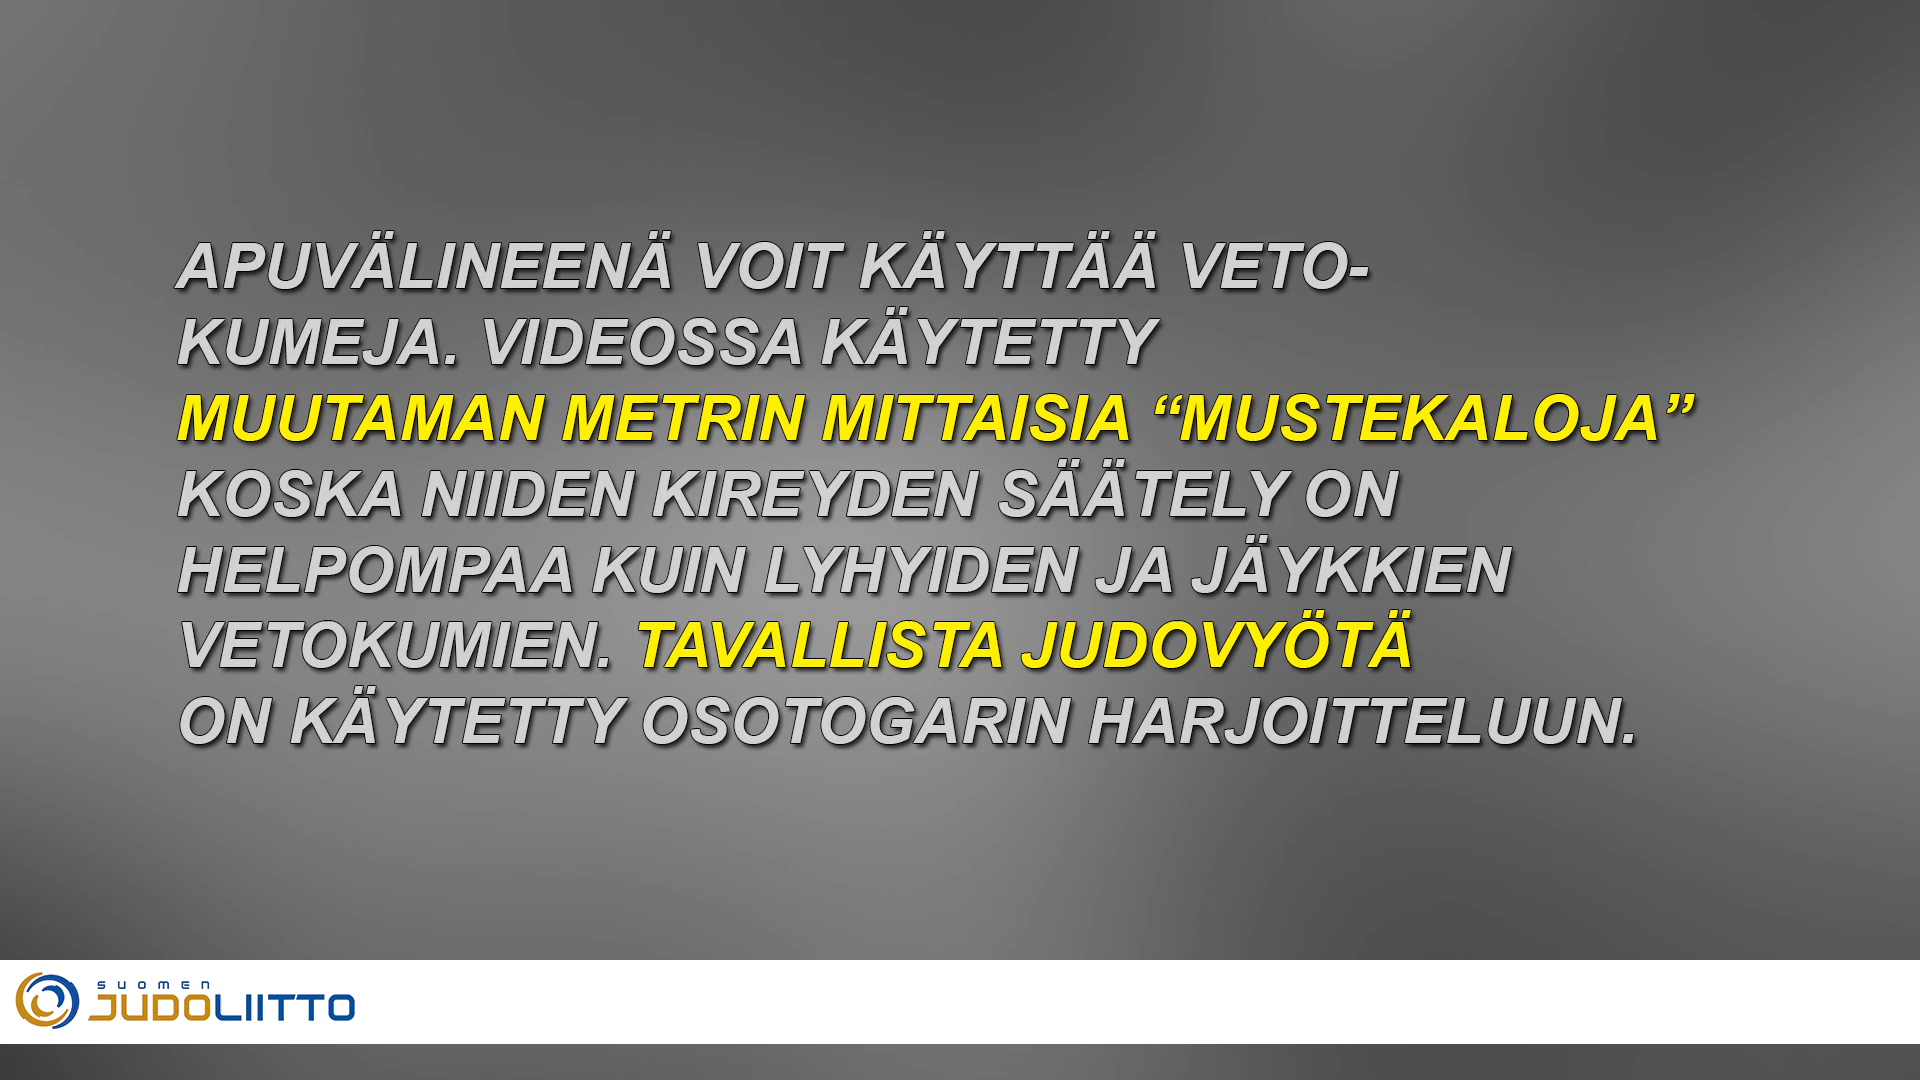 APUVÄLINEENÄ VOIT KÄYTTÄÄ VETO-
KUMEJA. VIDEOSSA KÄYTETTY
MUUTAMAN METRIN MITTAISIA “MUSTEKALOJA”
KOSKA NIIDEN KIREYDEN SÄÄTELY ON
HELPOMPAA KUIN LYHYIDEN JA JÄYKKIEN
VETOKUMIEN. TAVALLISTA JUDOVYÖTÄ
ON KÄYTETTY OSOTOGARIN HARJOITTELUUN.
SUOMEN
JUDOLIITTO